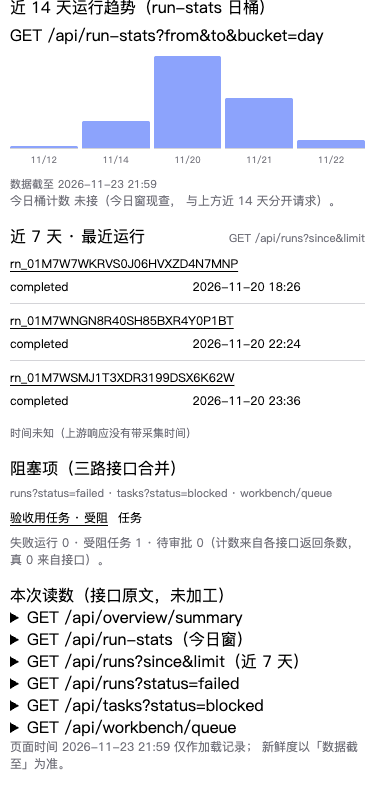 近 14 天运行趋势（run-stats 日桶）
GET /api/run-stats?from&to&bucket=day
11/12 11/14 11/20 11/21 11/22
数据截至 2026-11-23 21:59
今日桶计数 未接（今日窗现查， 与上方近 14 天分开请求）。
近 7 天 · 最近运行 GET /api/runs?since&limit
rn_01M7W7WKRVS0J06HVXZD4N7MNP
completed 2026-11-20 18:26
rn_01M7WNGN8R40SH85BXR4Y0P1BT
completed 2026-11-20 22:24
rn_01M7WSMJ1T3XDR3199DSX6K62W
completed 2026-11-20 23:36
时间未知（上游响应没有带采集时间）
阻塞项（三路接口合并）
runs?status=failed · tasks?status=blocked · workbench/queue
验收用任务 · 受阻 任务
失败运行 0 · 受阻任务 1 · 待审批 0（计数来自各接口返回条数，
真 0 来自接口）。
本次读数（接口原文，未加工）
▶ GET /api/overview/summary
▶ GET /api/run-stats（今日窗）
▶ GET /api/runs?since&limit（近 7 天）
▶ GET /api/runs?status=failed
▶ GET /api/tasks?status=blocked
▶ GET /api/workbench/queue
页面时间 2026-11-23 21:59 仅作加载记录； 新鲜度以「数据截
至」为准。